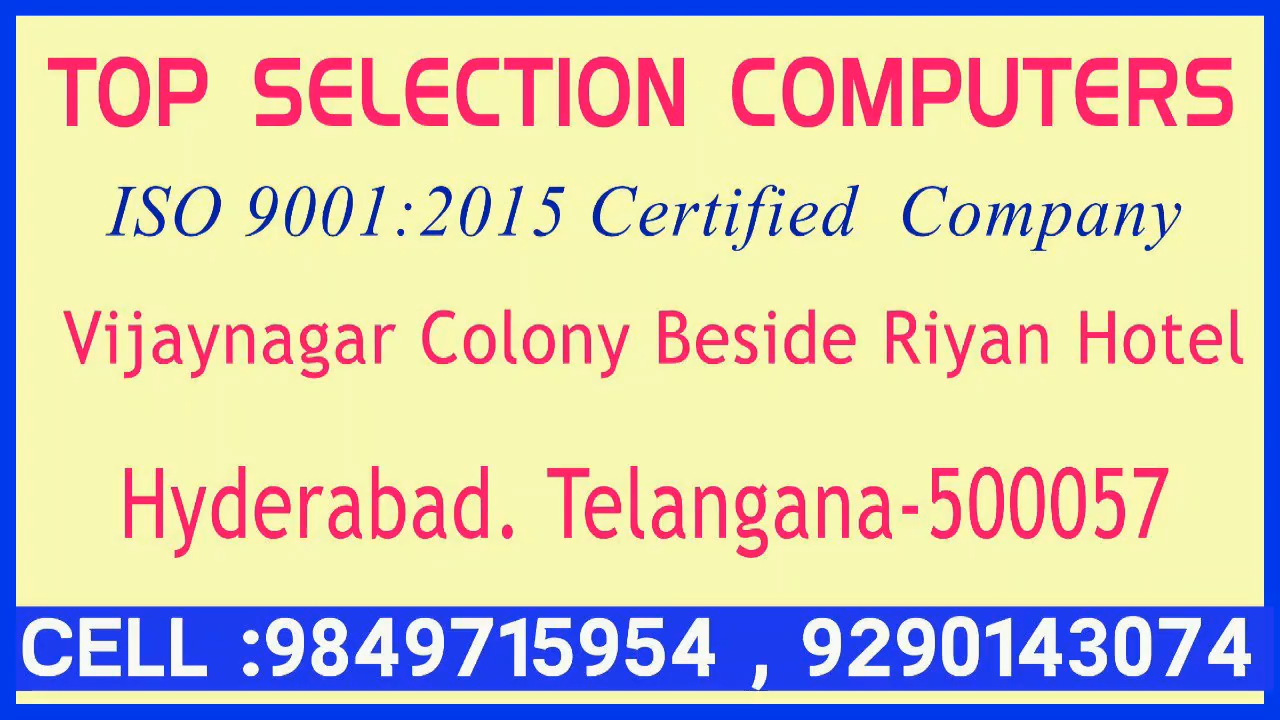 TOP SELECTION COMPUTERS
ISO 9001:2015 Certified Company
Vijaynagar Colony Beside Riyan Hotel
Hyderabad. Telangana-500057
CELL :9849715954 , 9290143074